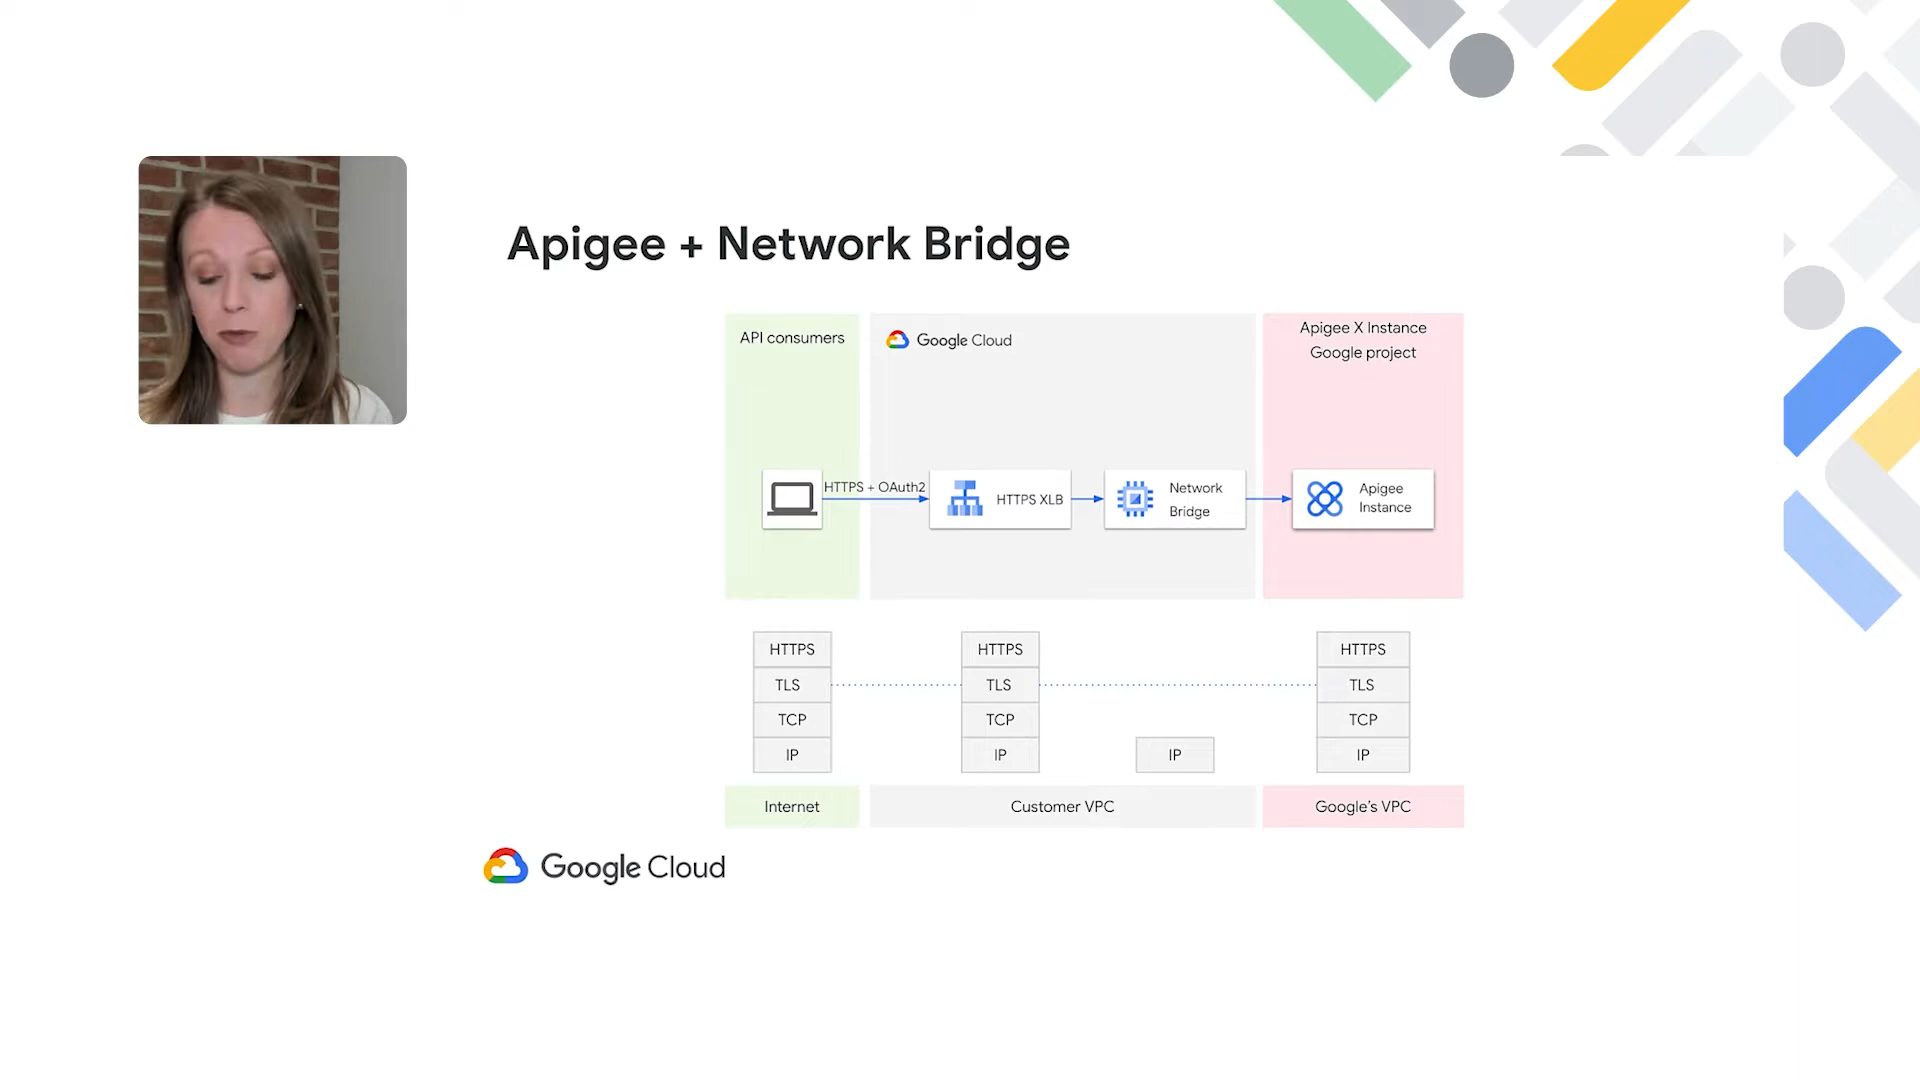 Apigee + Network Bridge
API consumers
Google Cloud
Apigee X Instance
Google project
HTTPS + OAuth2
HTTPS XLB
Network
Bridge
Apigee
Instance
HTTPS
HTTPS
HTTPS
TLS
TLS
TLS
TCP
TCP
TCP
IP
IP
IP
IP
Internet
Customer VPC
Google's VPC
Google Cloud